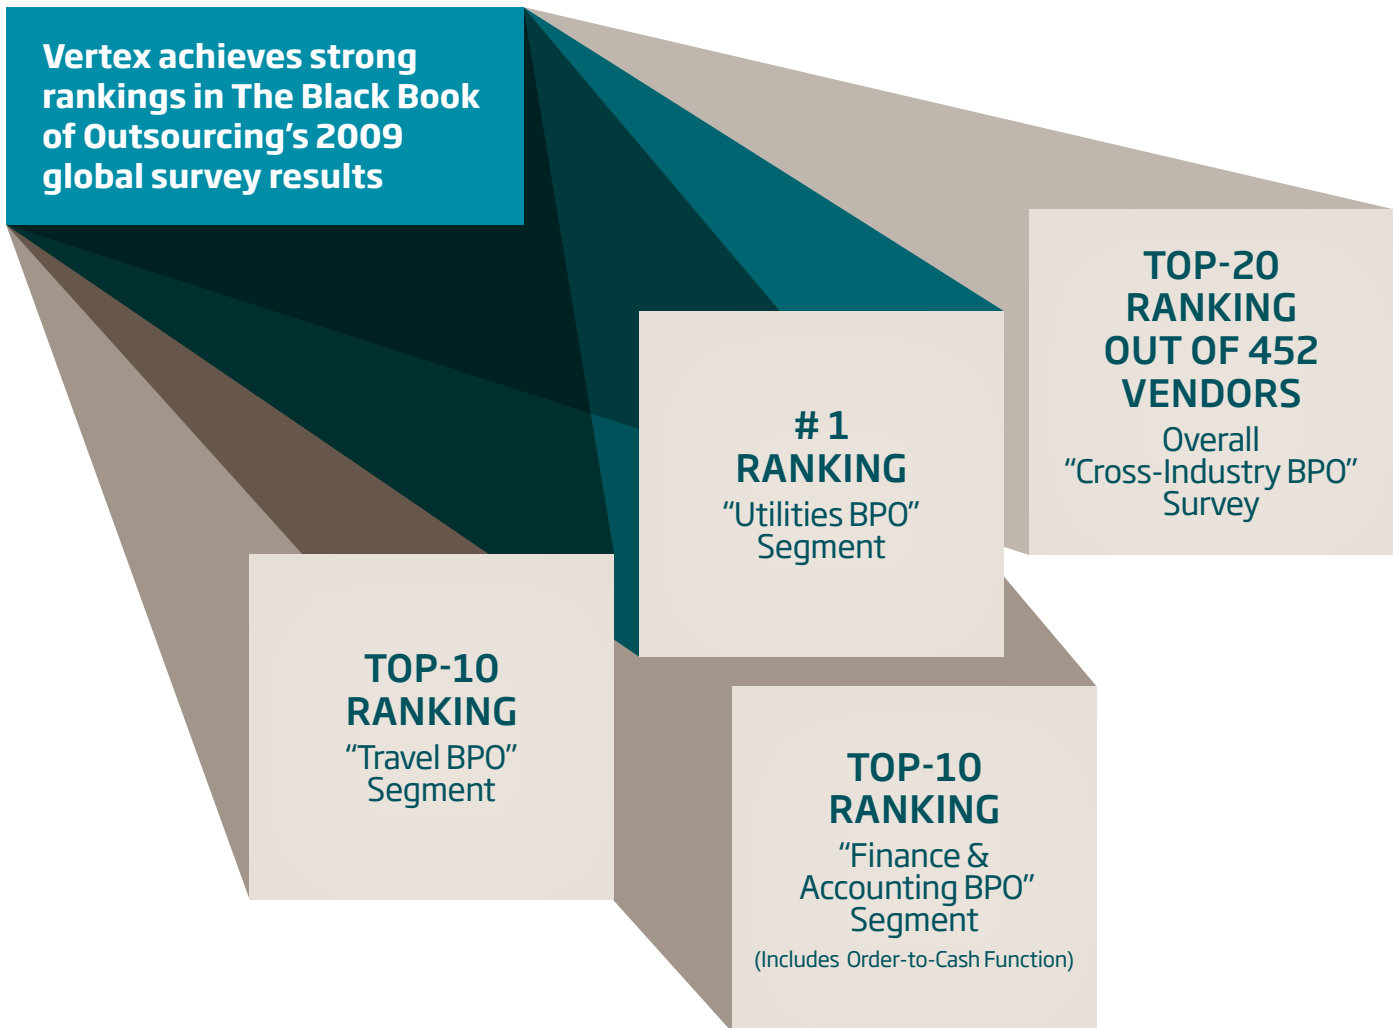 Vertex achieves strong
rankings in The Black Book
of Outsourcing’s 2009
global survey results
TOP-20
RANKING
OUT OF 452
VENDORS
Overall
“Cross-Industry BPO”
Survey
# 1
RANKING
“Utilities BPO”
Segment
TOP-10
RANKING
“Travel BPO”
Segment
TOP-10
RANKING
“Finance &
Accounting BPO”
Segment
(Includes Order-to-Cash Function)